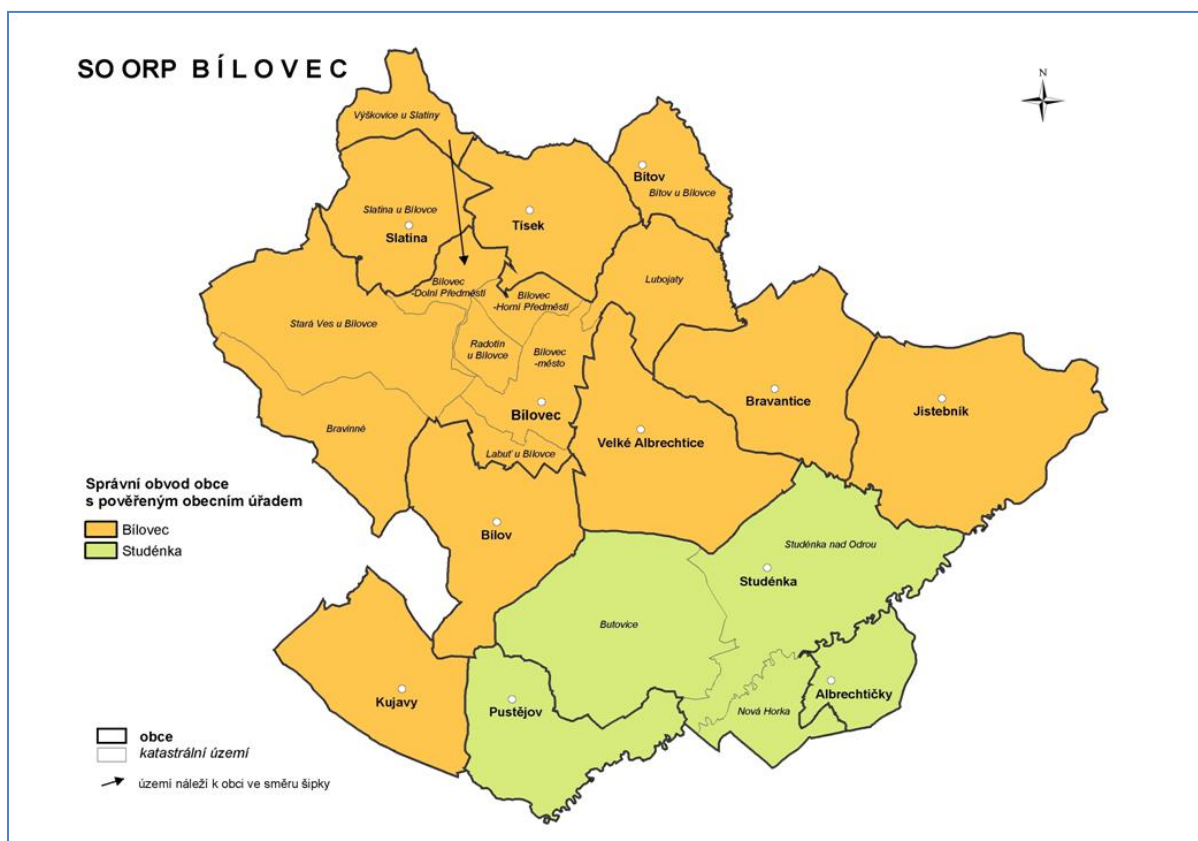 SO ORP BÍLOVEC
N
Výškovice u Slatiny
Bítov
Bítov u Bílovce
Slatina u Bílovce
Slatina
Tísek
Bílovec
-Dolní Předměstí
Bílovec
-Horní Předměstí
Lubojaty
Stará Ves u Bílovce
Radotín
u Bílovce
Bílovec
-město
Bravantice
Jistebník
Bílovec
Bravinné
Velké Albrechtice
Labuť u Bílovce
Správní obvod obce
s pověřeným obecním úřadem
Bílovec
Studénka
Bílov
Studénka nad Odrou
Studénka
Butovice
Kujavy
Pustějov
Albrechtičky
Nová Horka
obce
katastrální území
území náleží k obci ve směru šipky